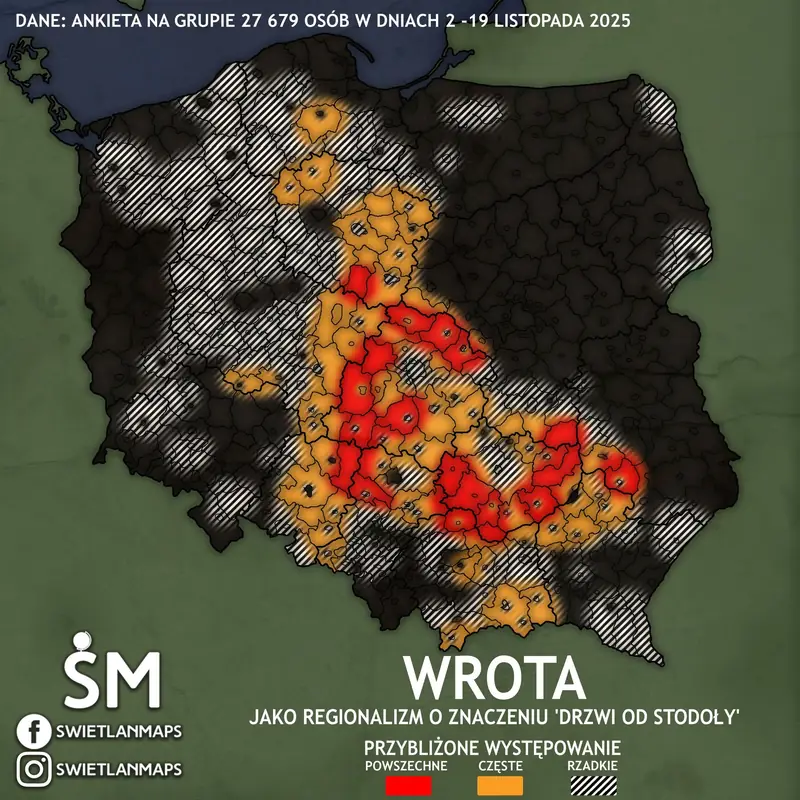 DANE: ANKIETA NA GRUPIE 27 679 OSÓB W DNIACH 2 -19 LISTOPADA 2025
ŚM
SWIETLANMAPS
SWIETLANMAPS
WROTA
JAKO REGIONALIZM O ZNACZENIU 'DRZWI OD STODOŁY'
PRZYBLIŻONE WYSTĘPOWANIE
POWSZECHNE CZĘSTE RZADKIE